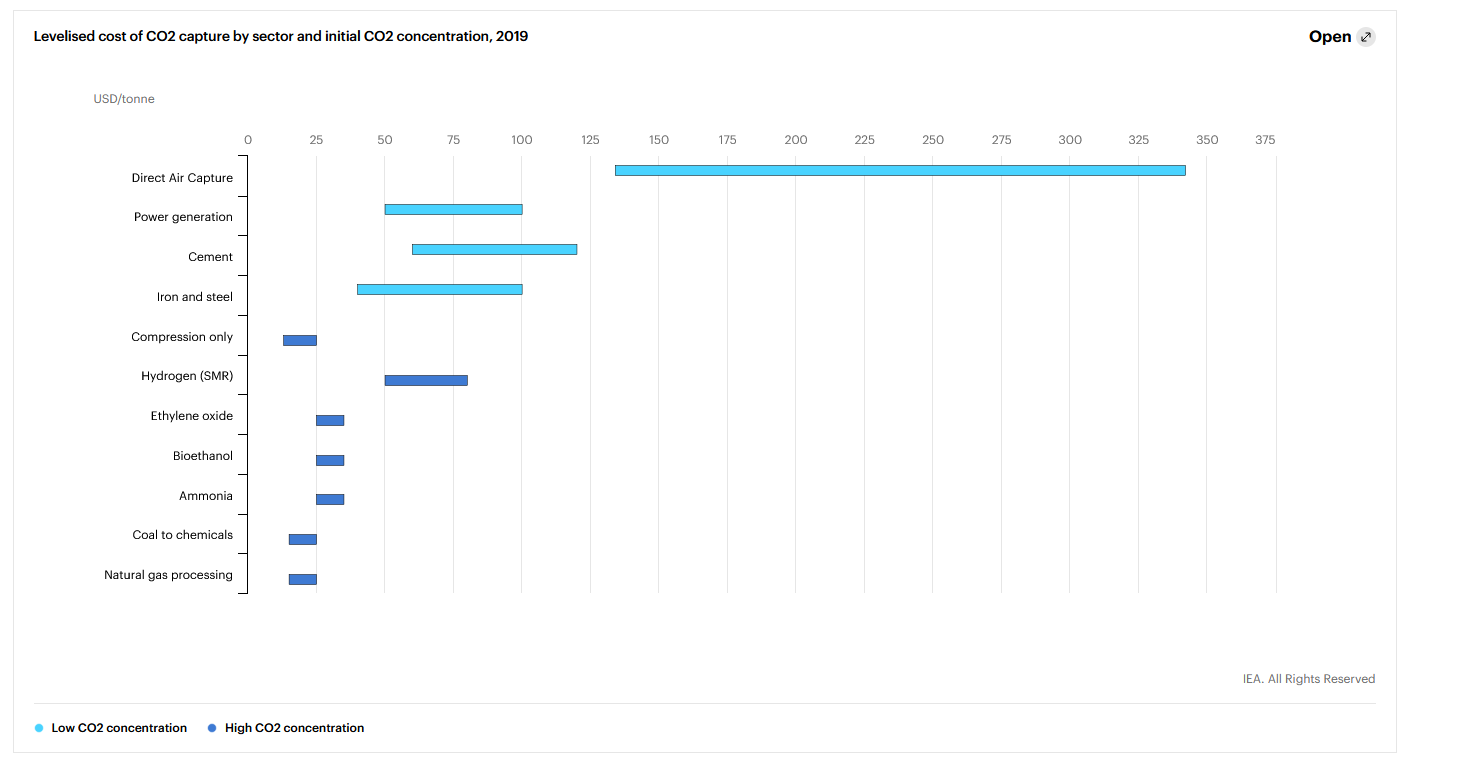 Levelised cost of CO2 capture by sector and initial CO2 concentration, 2019
Open
USD/tonne
0 25 50 75 100 125 150 175 200 225 250 275 300 325 350 375
Direct Air Capture
Power generation
Cement
Iron and steel
Compression only
Hydrogen (SMR)
Ethylene oxide
Bioethanol
Ammonia
Coal to chemicals
Natural gas processing
IEA. All Rights Reserved
Low CO2 concentration High CO2 concentration